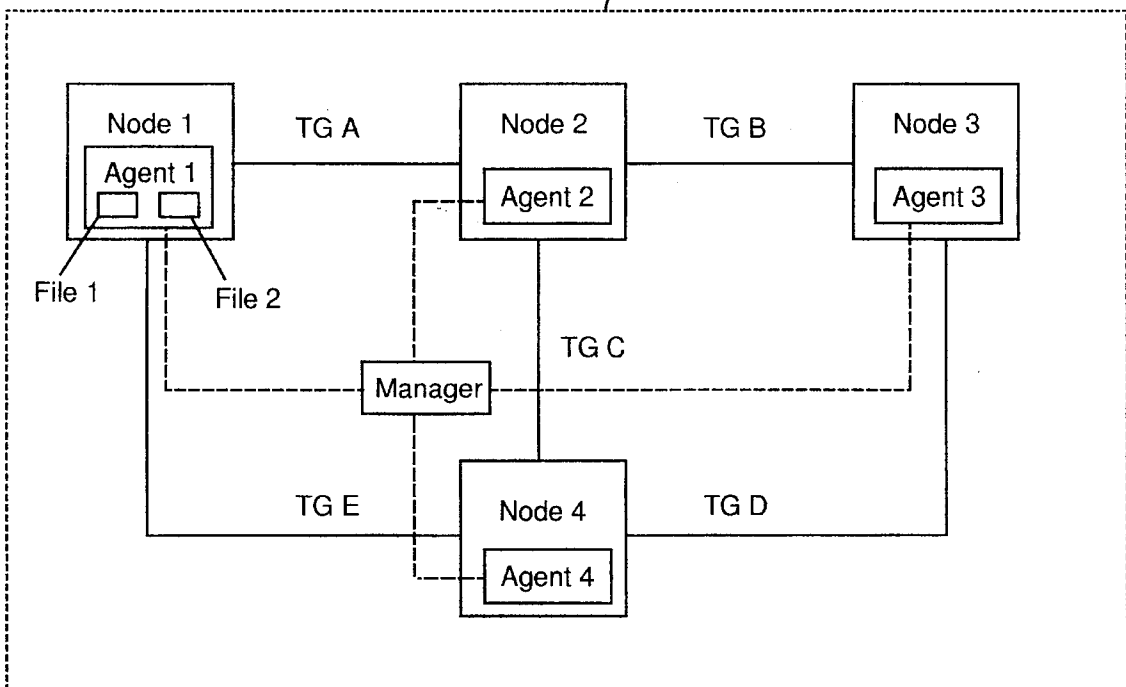 Node 1
TG A
Node 2
TG B
Node 3
Agent 1
Agent 2
Agent 3
File 1
File 2
TG C
Manager
TG E
Node 4
TG D
Agent 4